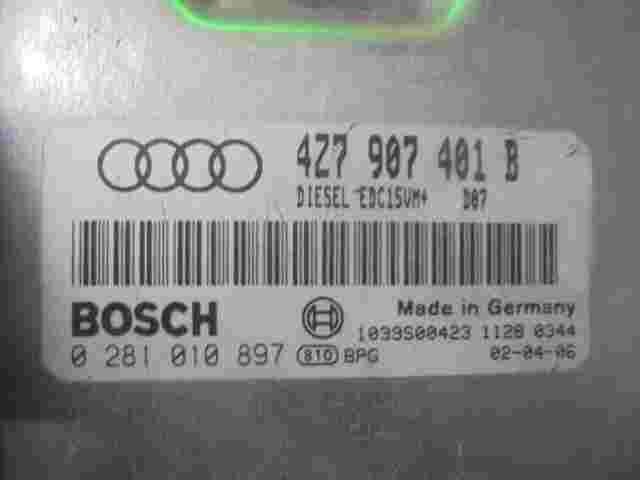 4Z7 907 401 B
DIESEL EDC15VM+ D07
BOSCH
Made in Germany
1039S00423 1128 0344
0 281 010 897 810 BPG 02-04-06